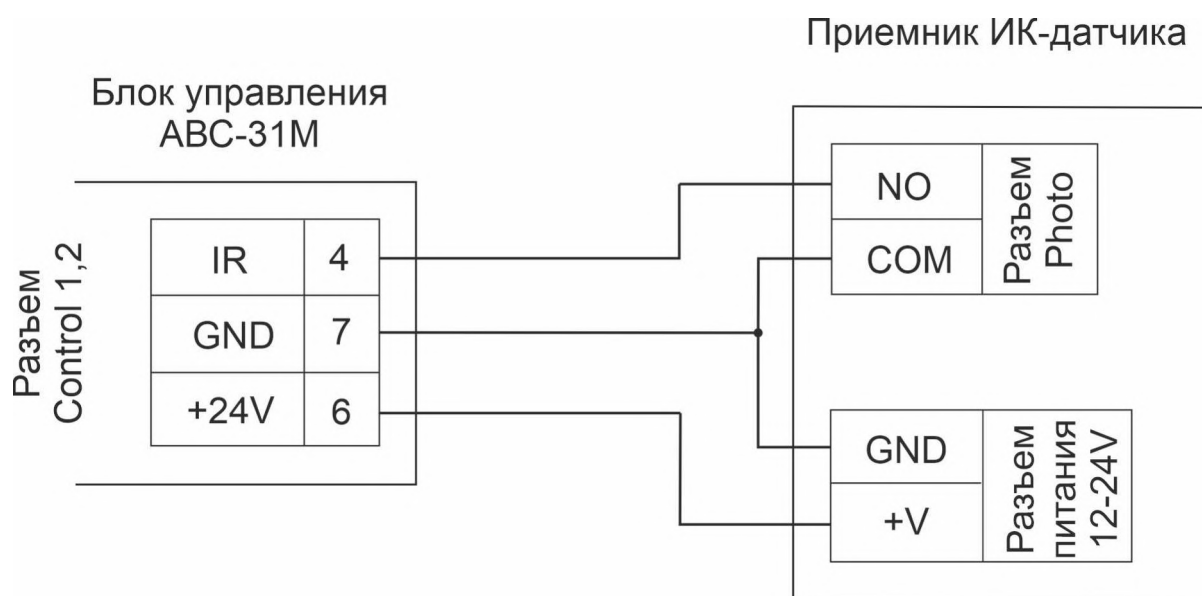 Приемник ИК-датчика
Блок управления
АВС-31М
Разъем
Control 1,2
IR 4
GND 7
+24V 6
NO
COM
Разъем
Photo
GND
+V
Разъем
питания
12-24V